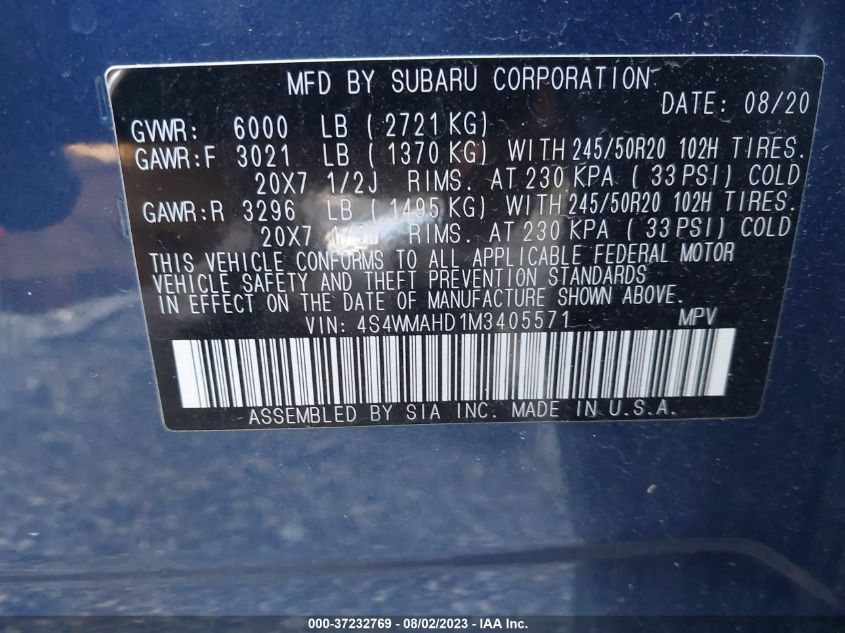 MFD BY SUBARU CORPORATION
DATE: 08/20
GVWR: 6000 LB ( 2721 KG)
GAWR:F 3021 LB ( 1370 KG) WITH 245/50R20 102H TIRES.
20X7 1/2J RIMS. AT 230 KPA ( 33 PSI) COLD
GAWR:R 3296 LB ( 1495 KG) WITH 245/50R20 102H TIRES.
20X7 1/2J RIMS. AT 230 KPA ( 33 PSI) COLD
THIS VEHICLE CONFORMS TO ALL APPLICABLE FEDERAL MOTOR
VEHICLE SAFETY AND THEFT PREVENTION STANDARDS
IN EFFECT ON THE DATE OF MANUFACTURE SHOWN ABOVE.
VIN: 4S4WMAHD1M3405571 MPV
ASSEMBLED BY SIA INC. MADE IN U.S.A.
000-37232769 - 08/02/2023 - IAA Inc.